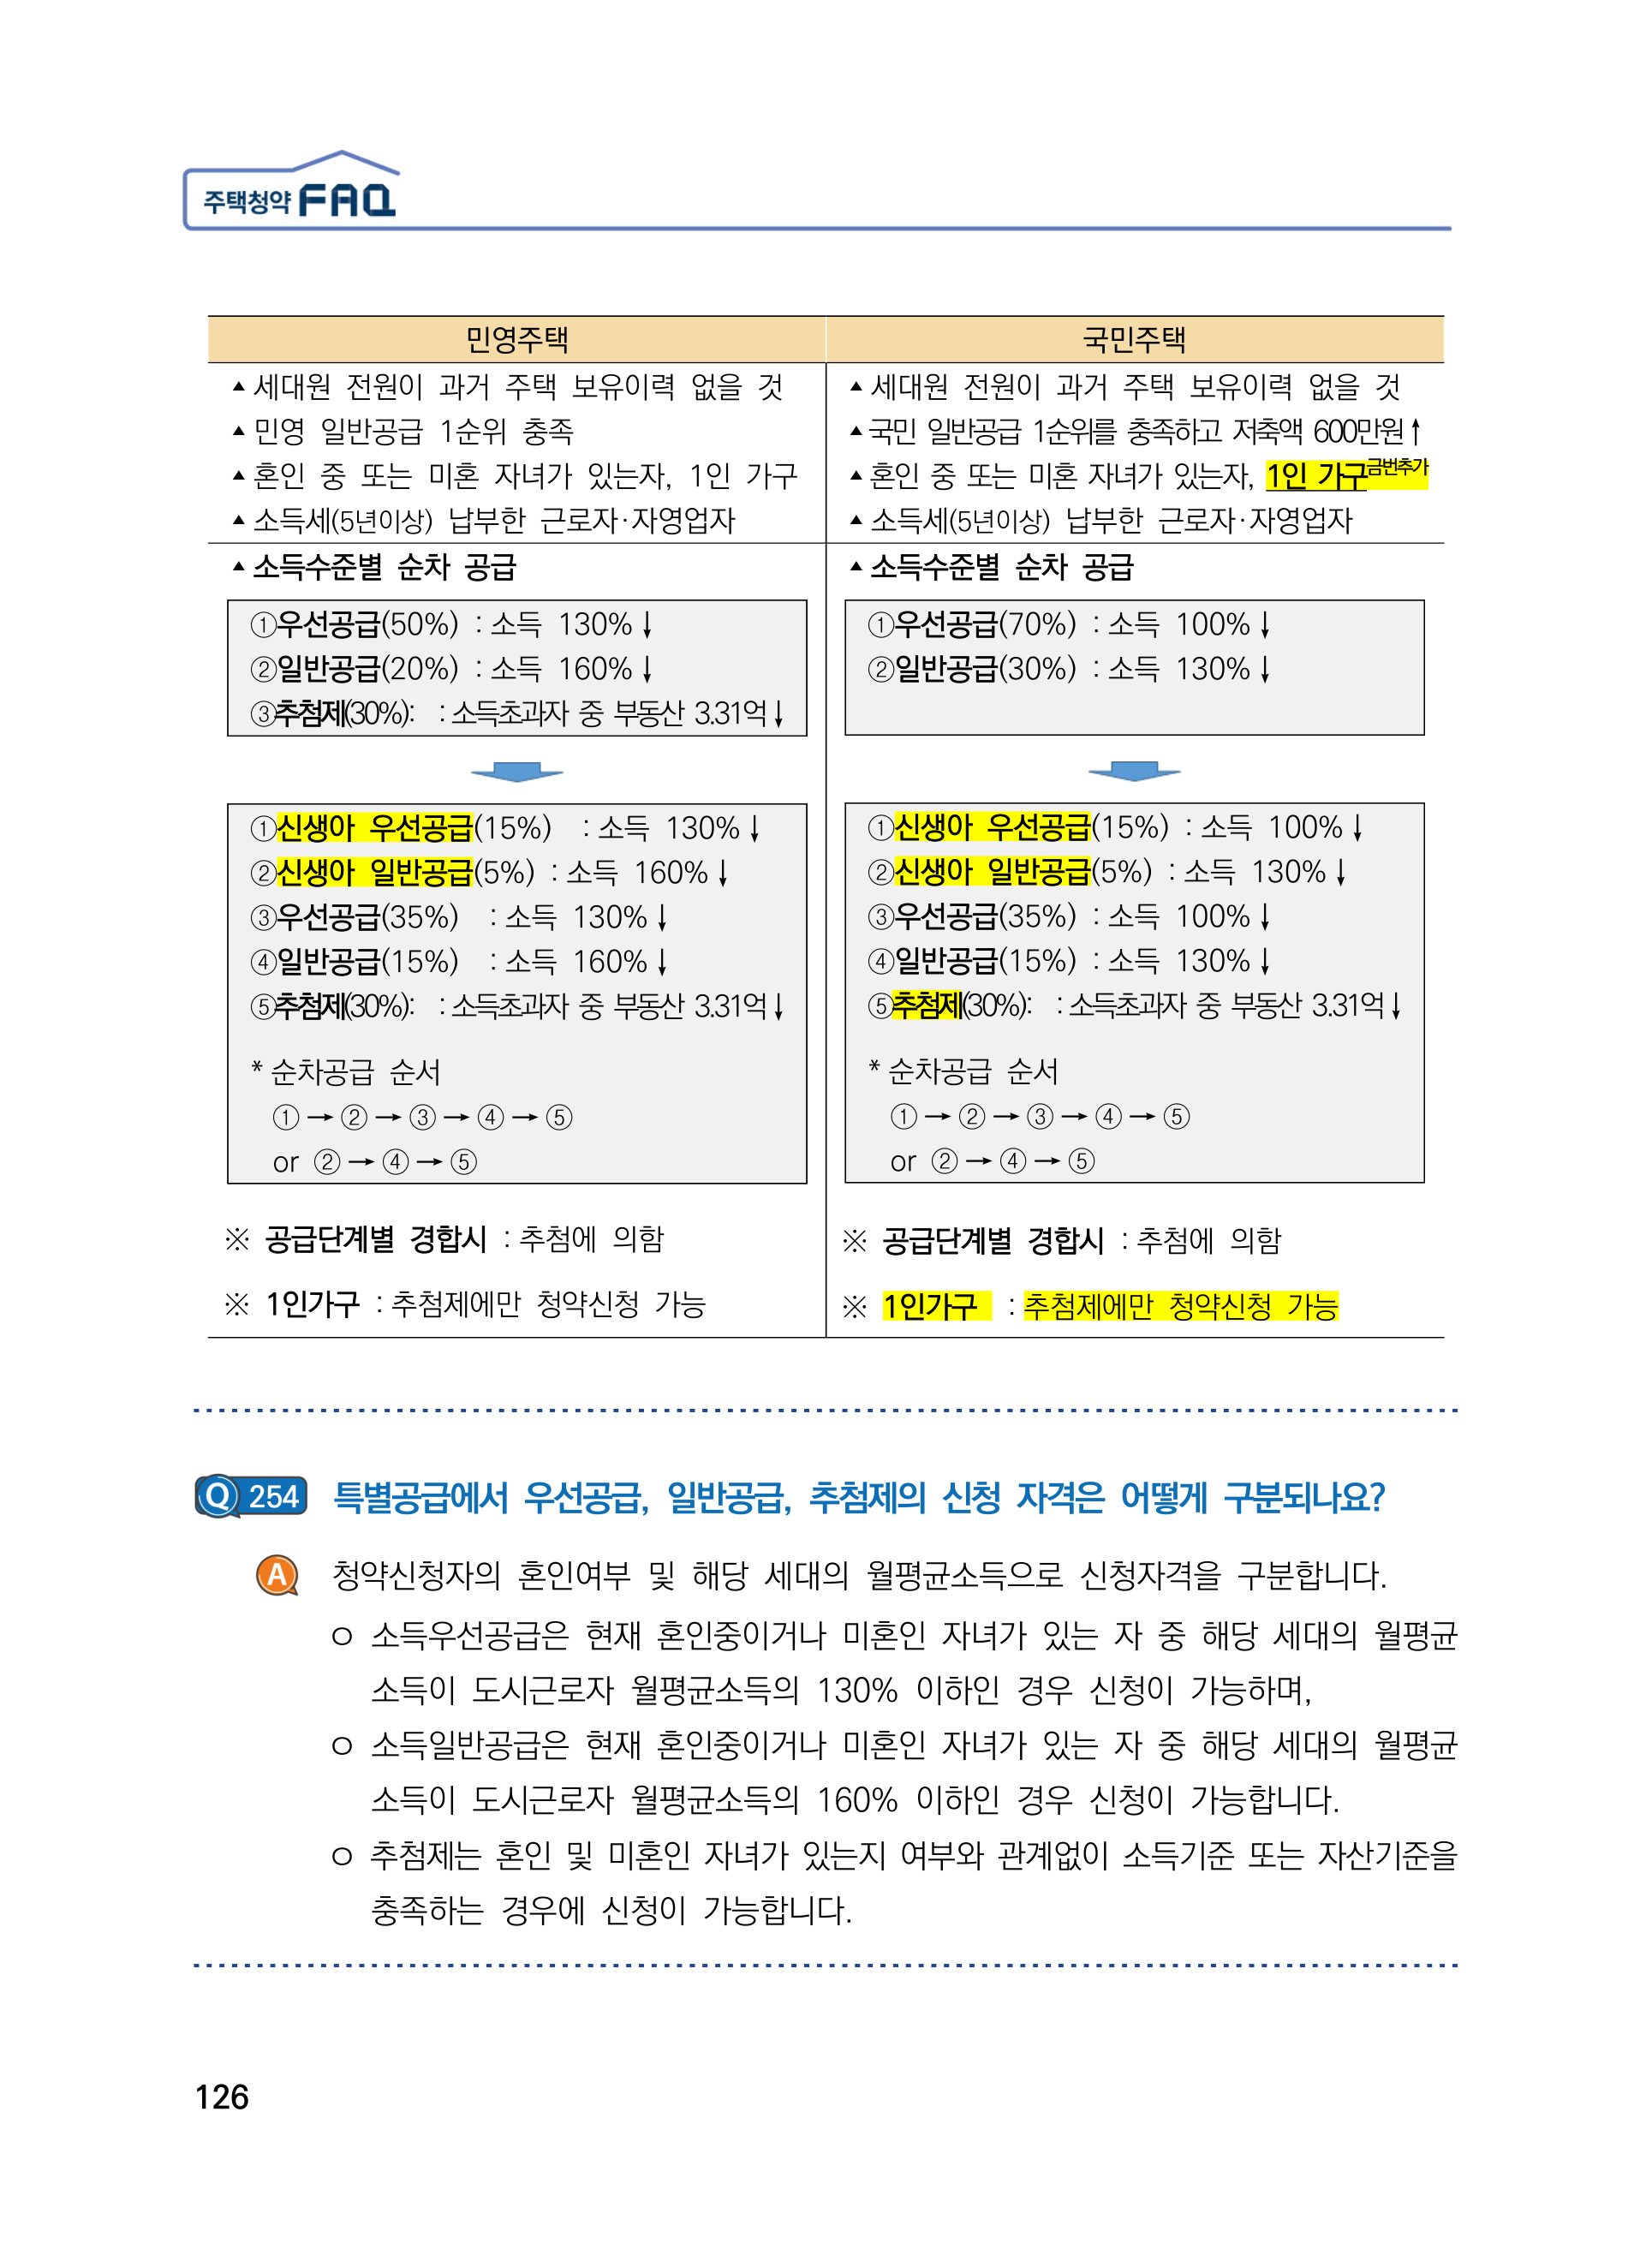 주택청약 FAQ
민영주택 국민주택
▲ 세대원 전원이 과거 주택 보유이력 없을 것
▲ 민영 일반공급 1순위 충족
▲ 혼인 중 또는 미혼 자녀가 있는자, 1인 가구
▲ 소득세(5년이상) 납부한 근로자·자영업자
▲ 세대원 전원이 과거 주택 보유이력 없을 것
▲ 국민 일반공급 1순위를 충족하고 저축액 600만원↑
▲ 혼인 중 또는 미혼 자녀가 있는자, 1인 가구금번추가
▲ 소득세(5년이상) 납부한 근로자·자영업자
▲ 소득수준별 순차 공급
①우선공급(50%) : 소득 130%↓
②일반공급(20%) : 소득 160%↓
③추첨제(30%): : 소득초과자 중 부동산 3.31억↓
①신생아 우선공급(15%) : 소득 130%↓
②신생아 일반공급(5%) : 소득 160%↓
③우선공급(35%) : 소득 130%↓
④일반공급(15%) : 소득 160%↓
⑤추첨제(30%): : 소득초과자 중 부동산 3.31억↓
* 순차공급 순서
①→②→③→④→⑤
or ②→④→⑤
※ 공급단계별 경합시 : 추첨에 의함
※ 1인가구 : 추첨제에만 청약신청 가능
▲ 소득수준별 순차 공급
①우선공급(70%) : 소득 100%↓
②일반공급(30%) : 소득 130%↓
①신생아 우선공급(15%) : 소득 100%↓
②신생아 일반공급(5%) : 소득 130%↓
③우선공급(35%) : 소득 100%↓
④일반공급(15%) : 소득 130%↓
⑤추첨제(30%): : 소득초과자 중 부동산 3.31억↓
* 순차공급 순서
①→②→③→④→⑤
or ②→④→⑤
※ 공급단계별 경합시 : 추첨에 의함
※ 1인가구 : 추첨제에만 청약신청 가능
Q 254 특별공급에서 우선공급, 일반공급, 추첨제의 신청 자격은 어떻게 구분되나요?
A 청약신청자의 혼인여부 및 해당 세대의 월평균소득으로 신청자격을 구분합니다.
ㅇ 소득우선공급은 현재 혼인중이거나 미혼인 자녀가 있는 자 중 해당 세대의 월평균
소득이 도시근로자 월평균소득의 130% 이하인 경우 신청이 가능하며,
ㅇ 소득일반공급은 현재 혼인중이거나 미혼인 자녀가 있는 자 중 해당 세대의 월평균
소득이 도시근로자 월평균소득의 160% 이하인 경우 신청이 가능합니다.
ㅇ 추첨제는 혼인 및 미혼인 자녀가 있는지 여부와 관계없이 소득기준 또는 자산기준을
충족하는 경우에 신청이 가능합니다.
126